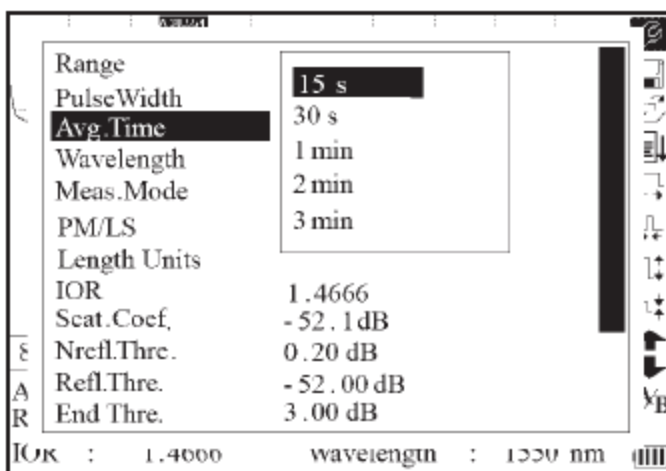 Range
PulseWidth
Avg.Time
Wavelength
Meas.Mode
PM/LS
Length Units
15 s
30 s
1 min
2 min
3 min
IOR 1.4666
Scat.Coef, -52.1dB
Nrefl.Thre. 0.20 dB
Refl.Thre. -52.00 dB
End Thre. 3.00 dB
A
R
IOR : 1.4666 Wavelength : 1550 nm